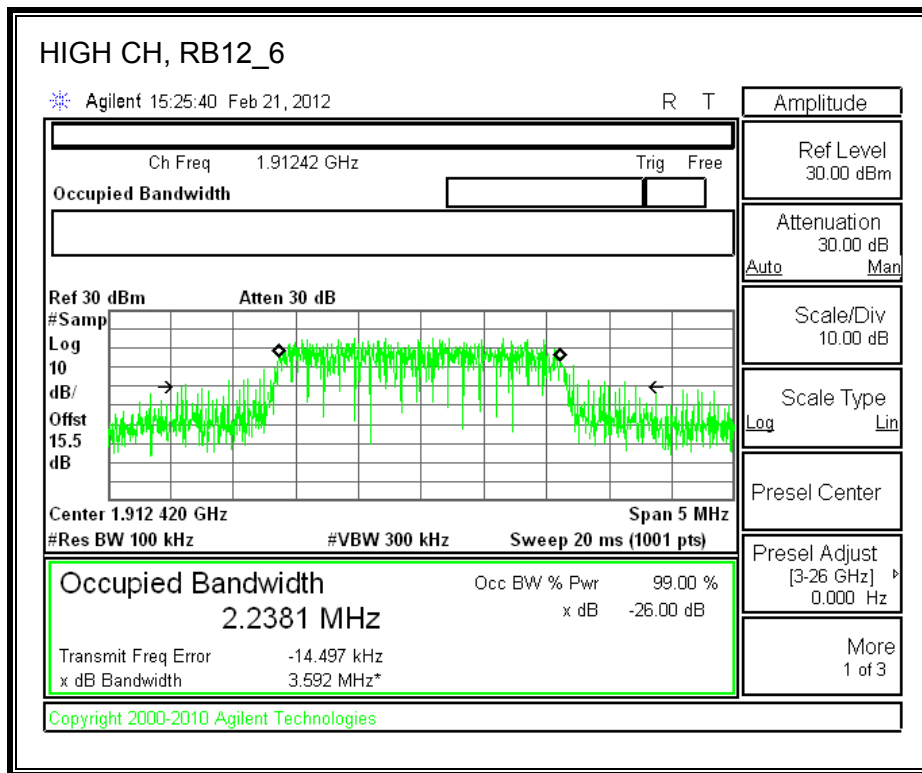 HIGH CH, RB12_6
Agilent 15:25:40 Feb 21, 2012 R T
Ch Freq 1.91242 GHz Trig Free
Occupied Bandwidth
Ref 30 dBm Atten 30 dB
#Samp
Log
10
dB/
Offst
15.5
dB
Center 1.912 420 GHz Span 5 MHz
#Res BW 100 kHz #VBW 300 kHz Sweep 20 ms (1001 pts)
Occupied Bandwidth Occ BW % Pwr 99.00 %
2.2381 MHz x dB -26.00 dB
Transmit Freq Error -14.497 kHz
x dB Bandwidth 3.592 MHz*
Copyright 2000-2010 Agilent Technologies
Amplitude
Ref Level
30.00 dBm
Attenuation
30.00 dB
Auto Man
Scale/Div
10.00 dB
Scale Type
Log Lin
Presel Center
Presel Adjust
[3-26 GHz]
0.000 Hz
More
1 of 3